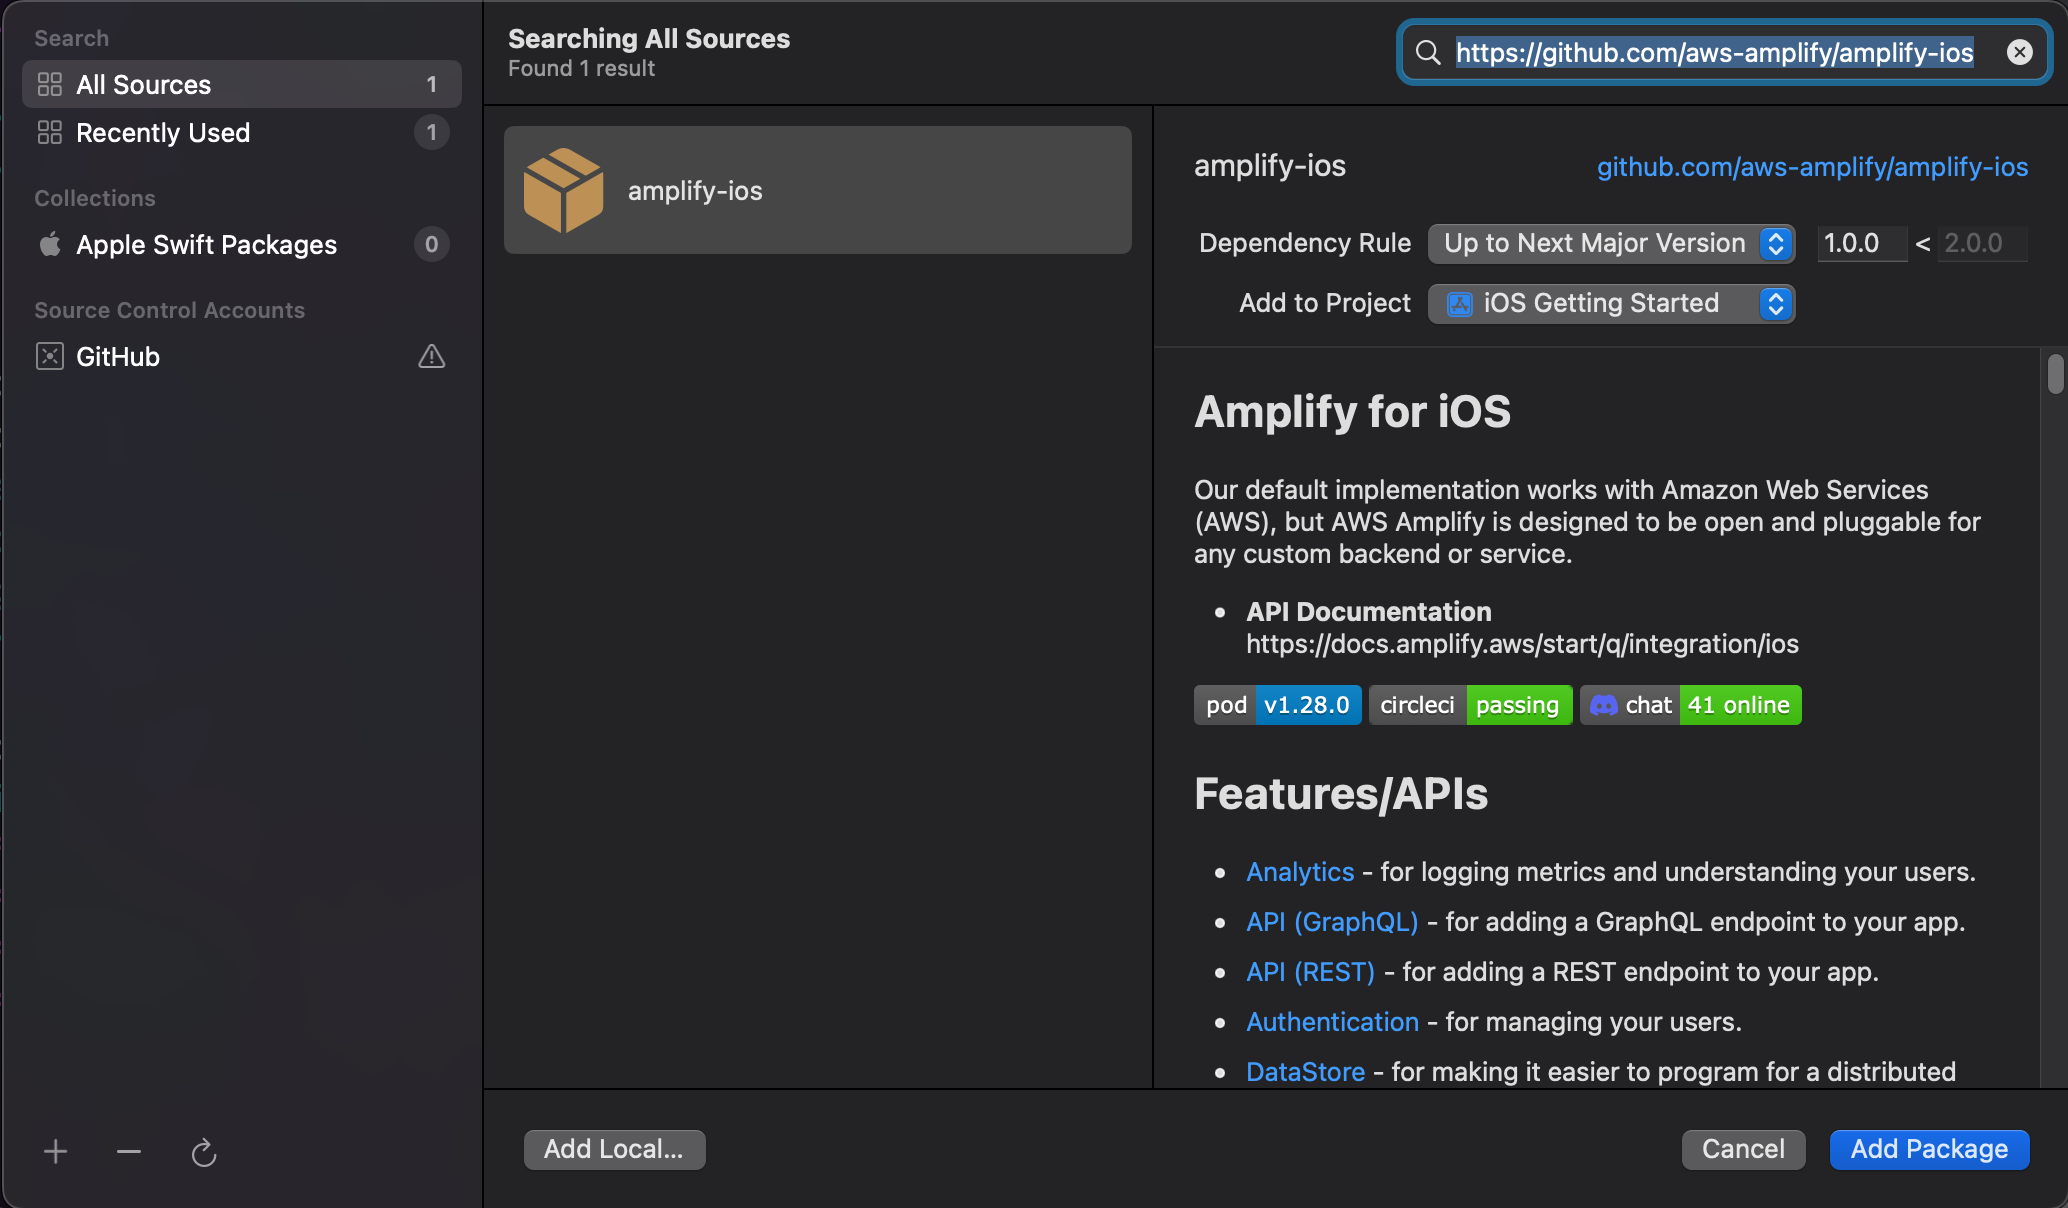 Search
All Sources 1
Recently Used 1
Collections
Apple Swift Packages 0
Source Control Accounts
GitHub
Searching All Sources
Found 1 result
https://github.com/aws-amplify/amplify-ios
amplify-ios
amplify-ios github.com/aws-amplify/amplify-ios
Dependency Rule Up to Next Major Version 1.0.0 < 2.0.0
Add to Project iOS Getting Started
Amplify for iOS
Our default implementation works with Amazon Web Services
(AWS), but AWS Amplify is designed to be open and pluggable for
any custom backend or service.
• API Documentation
https://docs.amplify.aws/start/q/integration/ios
pod v1.28.0 circleci passing chat 41 online
Features/APIs
• Analytics - for logging metrics and understanding your users.
• API (GraphQL) - for adding a GraphQL endpoint to your app.
• API (REST) - for adding a REST endpoint to your app.
• Authentication - for managing your users.
• DataStore - for making it easier to program for a distributed
Add Local... Cancel Add Package